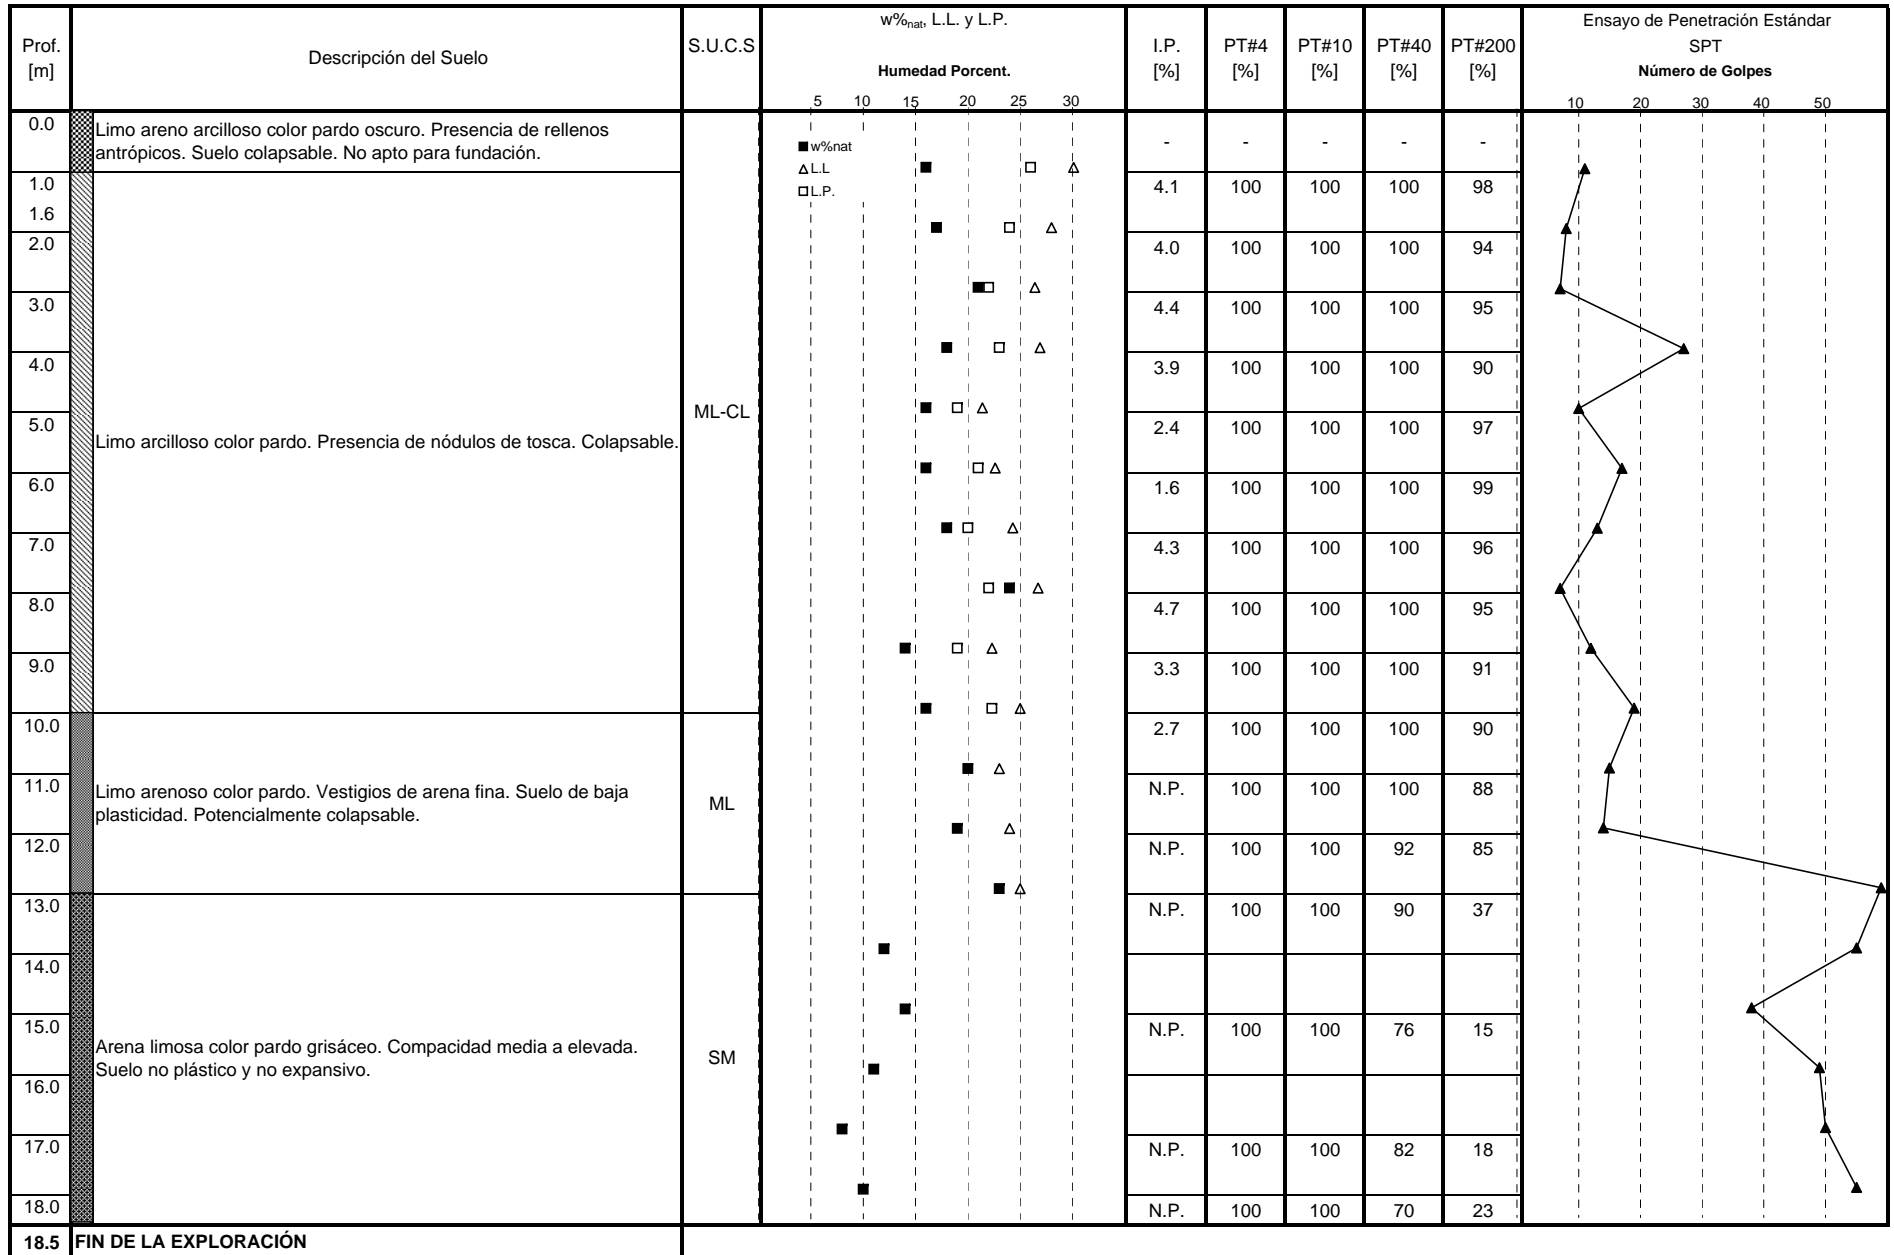 Prof. [m]
Descripción del Suelo
S.U.C.S
w%nat, L.L. y L.P.
Humedad Porcent.
5 10 15 20 25 30
I.P. [%]
PT#4 [%]
PT#10 [%]
PT#40 [%]
PT#200 [%]
Ensayo de Penetración Estándar
SPT
Número de Golpes
10 20 30 40 50
0.0
Limo areno arcilloso color pardo oscuro. Presencia de rellenos
antrópicos. Suelo colapsable. No apto para fundación.
w%nat
L.L
L.P.
- - - - -
1.0 4.1 100 100 100 98
1.6
2.0 4.0 100 100 100 94
3.0 4.4 100 100 100 95
4.0 3.9 100 100 100 90
ML-CL
5.0 2.4 100 100 100 97
Limo arcilloso color pardo. Presencia de nódulos de tosca. Colapsable.
6.0 1.6 100 100 100 99
7.0 4.3 100 100 100 96
8.0 4.7 100 100 100 95
9.0 3.3 100 100 100 91
10.0 2.7 100 100 100 90
11.0 N.P. 100 100 100 88
Limo arenoso color pardo. Vestigios de arena fina. Suelo de baja
plasticidad. Potencialmente colapsable.
ML
12.0 N.P. 100 100 92 85
13.0 N.P. 100 100 90 37
14.0
15.0 N.P. 100 100 76 15
Arena limosa color pardo grisáceo. Compacidad media a elevada.
Suelo no plástico y no expansivo.
SM
16.0
17.0 N.P. 100 100 82 18
18.0 N.P. 100 100 70 23
18.5 FIN DE LA EXPLORACIÓN